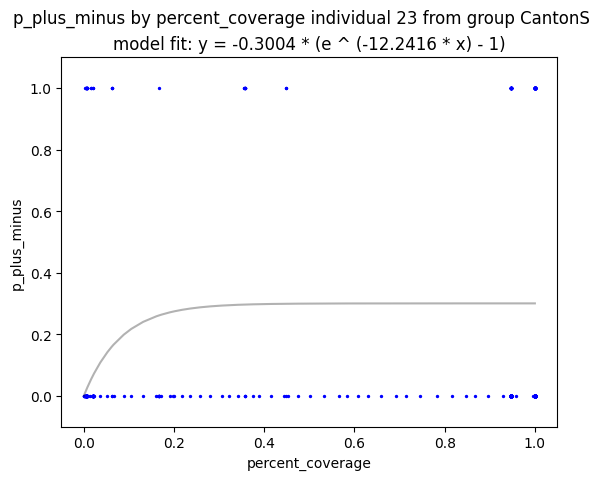 p_plus_minus by percent_coverage individual 23 from group CantonS
model fit: y = -0.3004 * (e ^ (-12.2416 * x) - 1)
1.0
0.8
0.6
0.4
0.2
0.0
p_plus_minus
0.0 0.2 0.4 0.6 0.8 1.0
percent_coverage